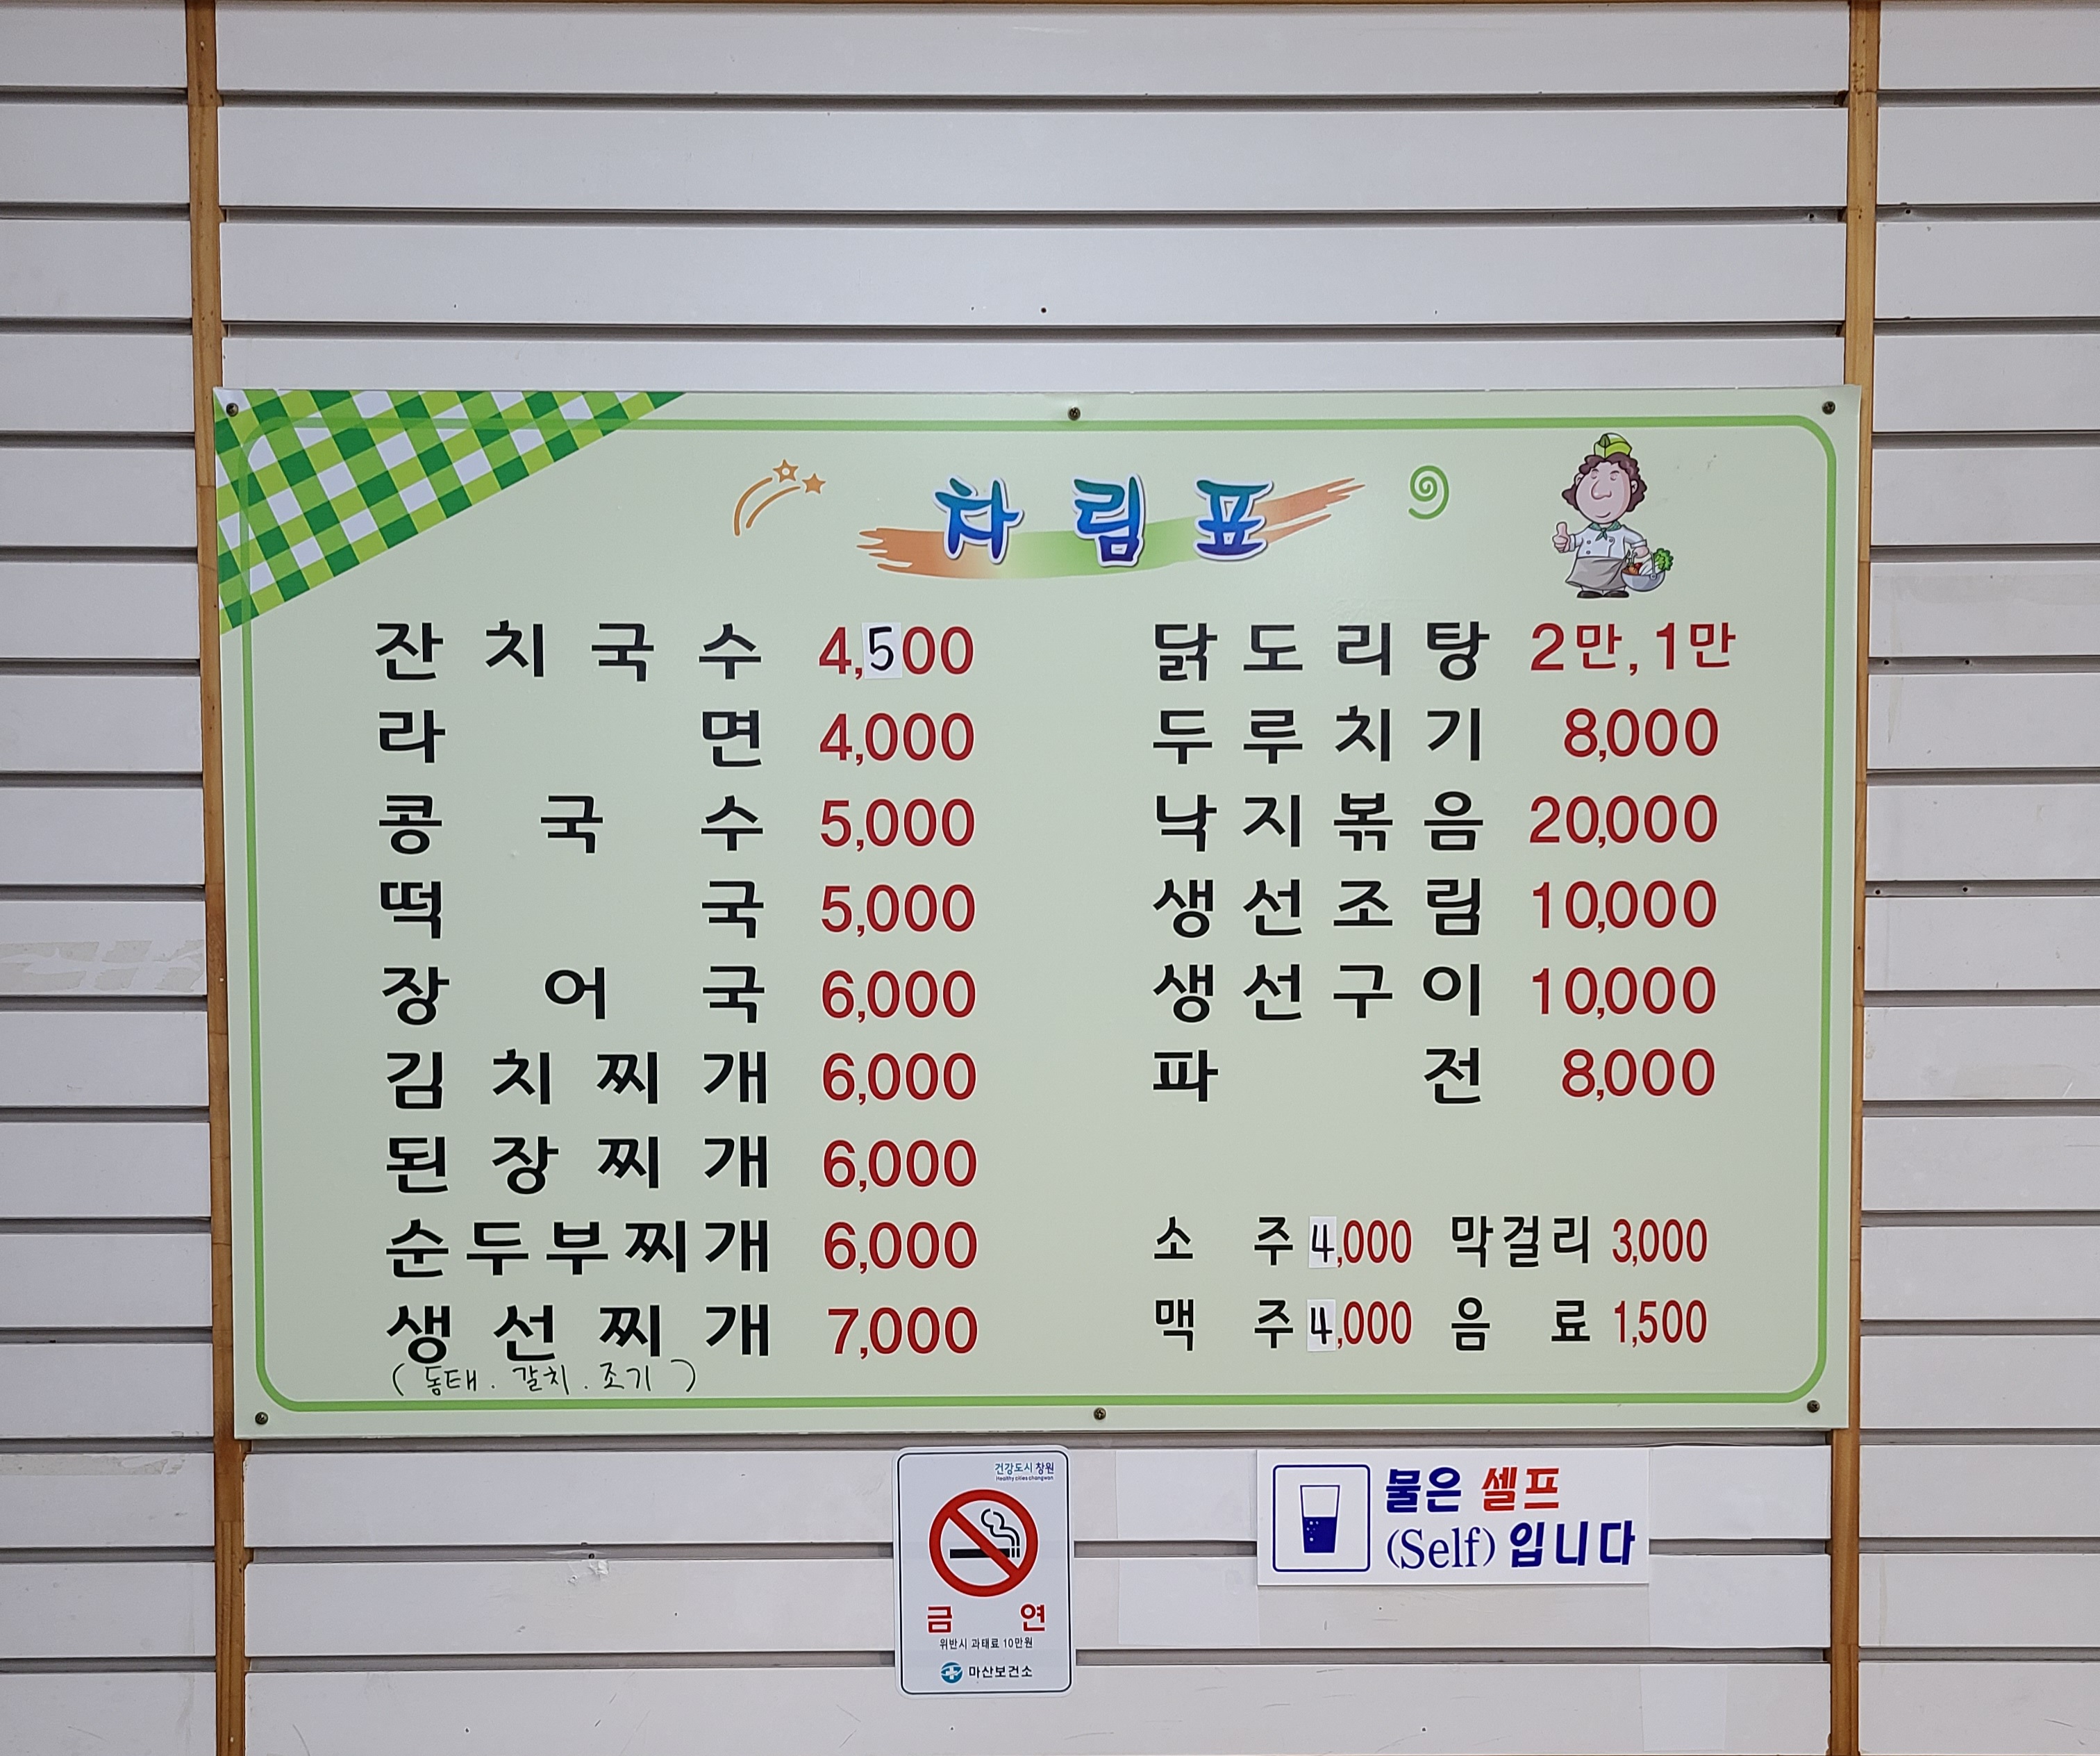 차림표
잔치국수 4,500
라면 4,000
콩국수 5,000
떡국 5,000
장어국 6,000
김치찌개 6,000
된장찌개 6,000
순두부찌개 6,000
생선찌개 7,000
(동태. 갈치. 조기)
닭도리탕 2만, 1만
두루치기 8,000
낙지볶음 20,000
생선조림 10,000
생선구이 10,000
파전 8,000
소주 4,000 막걸리 3,000
맥주 4,000 음료 1,500
건강도시 창원
Healthy cities changwon
금연
위반시 과태료 10만원
마산보건소
물은 셀프
(Self) 입니다